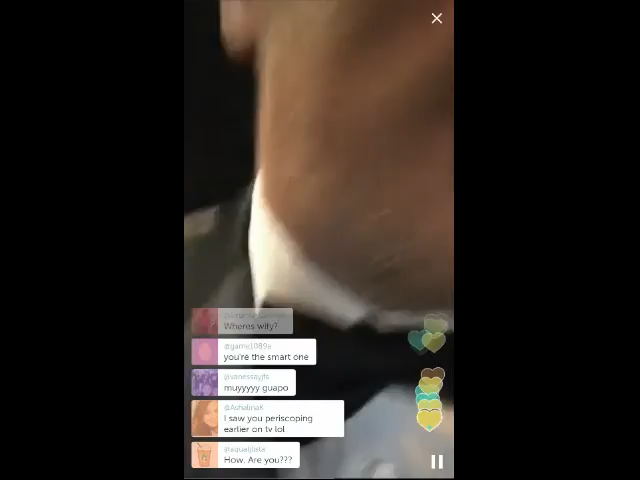 Wheres wify?
@game1089a
you're the smart one
@vanessayjfs
muyyyyy guapo
@AshalinaK
I saw you periscoping
earlier on tv lol
How. Are you???